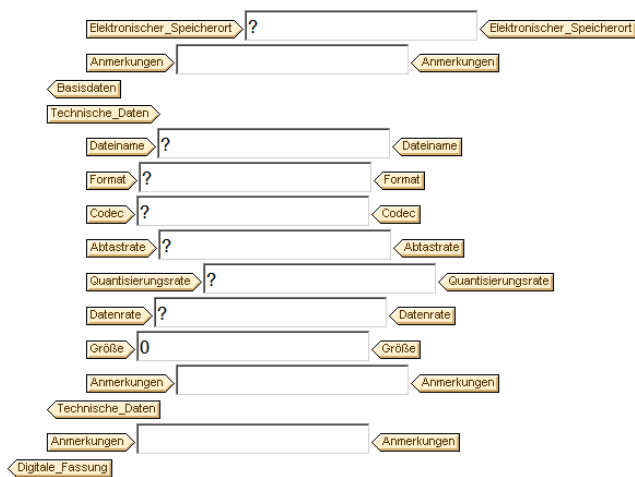 Elektronischer_Speicherort ? Elektronischer_Speicherort
Anmerkungen Anmerkungen
Basisdaten
Technische_Daten
Dateiname ? Dateiname
Format ? Format
Codec ? Codec
Abtastrate ? Abtastrate
Quantisierungsrate ? Quantisierungsrate
Datenrate ? Datenrate
Größe 0 Größe
Anmerkungen Anmerkungen
Technische_Daten
Anmerkungen Anmerkungen
Digitale_Fassung